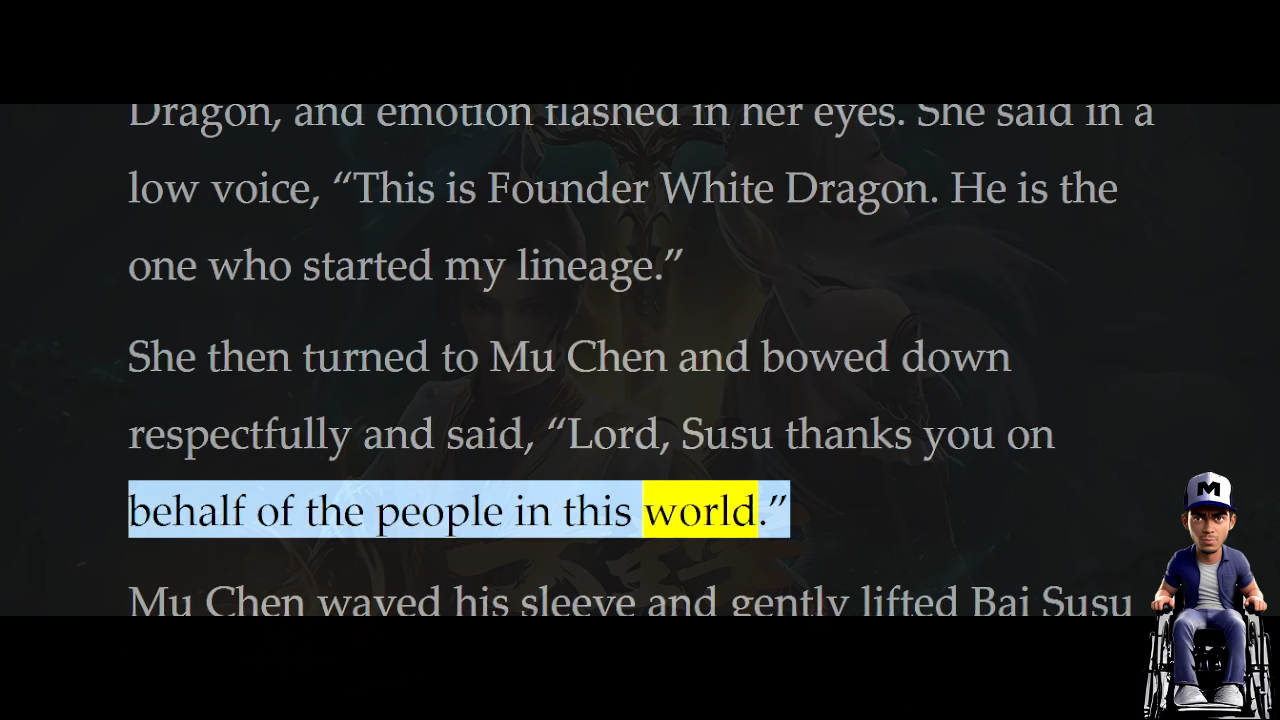 Dragon, and emotion flashed in her eyes. She said in a
low voice, “This is Founder White Dragon. He is the
one who started my lineage.”
She then turned to Mu Chen and bowed down
respectfully and said, “Lord, Susu thanks you on
behalf of the people in this world.”
Mu Chen waved his sleeve and gently lifted Bai Susu
M